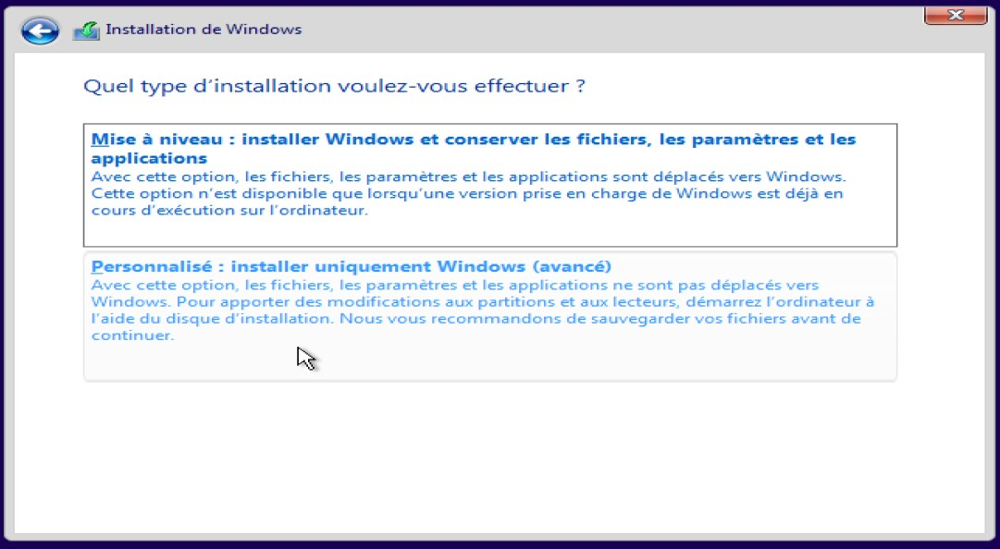 Installation de Windows
Quel type d'installation voulez-vous effectuer ?
Mise à niveau : installer Windows et conserver les fichiers, les paramètres et les
applications
Avec cette option, les fichiers, les paramètres et les applications sont déplacés vers Windows.
Cette option n'est disponible que lorsqu'une version prise en charge de Windows est déjà en
cours d'exécution sur l'ordinateur.
Personnalisé : installer uniquement Windows (avancé)
Avec cette option, les fichiers, les paramètres et les applications ne sont pas déplacés vers
Windows. Pour apporter des modifications aux partitions et aux lecteurs, démarrez l'ordinateur à
l'aide du disque d'installation. Nous vous recommandons de sauvegarder vos fichiers avant de
continuer.